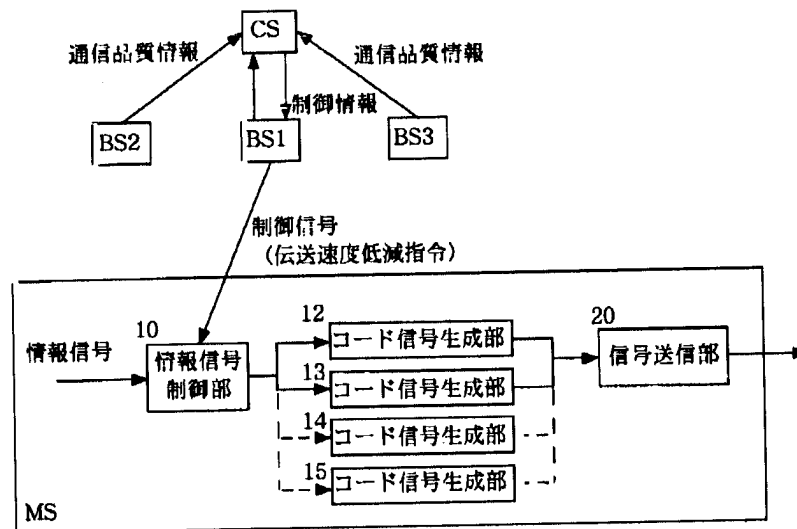 CS
通信品質情報
通信品質情報
制御情報
BS2
BS1
BS3
制御信号
(伝送速度低減指令)
情報信号
10
情報信号
制御部
12
コード信号生成部
13
コード信号生成部
14
コード信号生成部
15
コード信号生成部
20
信号送信部
MS